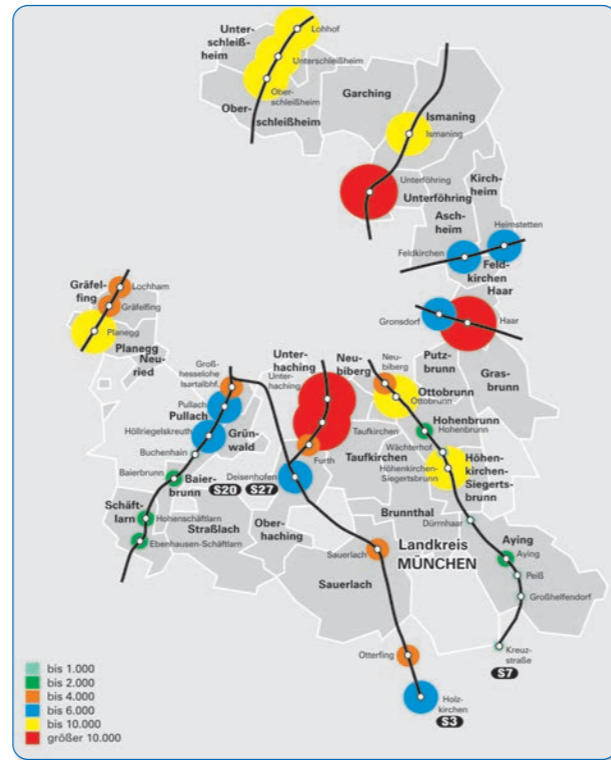 Unter-
schleiß-
heim
Lohhof
Unterschleißheim
Ober-
schleißheim
Ober-
schleißheim
Garching
Ismaning
Ismaning
Unterföhring
Unterföhring
Kirch-
heim
Asch-
heim
Heimstetten
Feldkirchen
Feld-
kirchen
Haar
Gronsdorf
Haar
Gräfel-
fing
Lochham
Gräfelfing
Planegg
Planegg
Neu-
ried
Groß-
hesselohe
Isartalbhf.
Unter-
haching
Unter-
haching
Neu-
biberg
Neu-
biberg
Putz-
brunn
Gras-
brunn
Ottobrunn
Ottobrunn
Pullach
Pullach
Höllriegelskreuth
Grün-
wald
Buchenhain
Taufkirchen
Furth
Taufkirchen
Hohenbrunn
Hohenbrunn
Wächterhof
Höhenkirchen-
Siegertsbrunn
Höhen-
kirchen-
Siegerts-
brunn
Baierbrunn
Baier-
brunn
S20
S27
Deisenhofen
Schäft-
larn
Hohenschäftlarn
Straßlach
Ebenhausen-Schäftlarn
Ober-
haching
Brunnthal
Dürrnhaar
Landkreis
MÜNCHEN
Aying
Aying
Peiß
Großhelfendorf
Sauerlach
Sauerlach
Kreuz-
straße
S7
Otterfing
Holz-
kirchen
S3
bis 1.000
bis 2.000
bis 4.000
bis 6.000
bis 10.000
größer 10.000